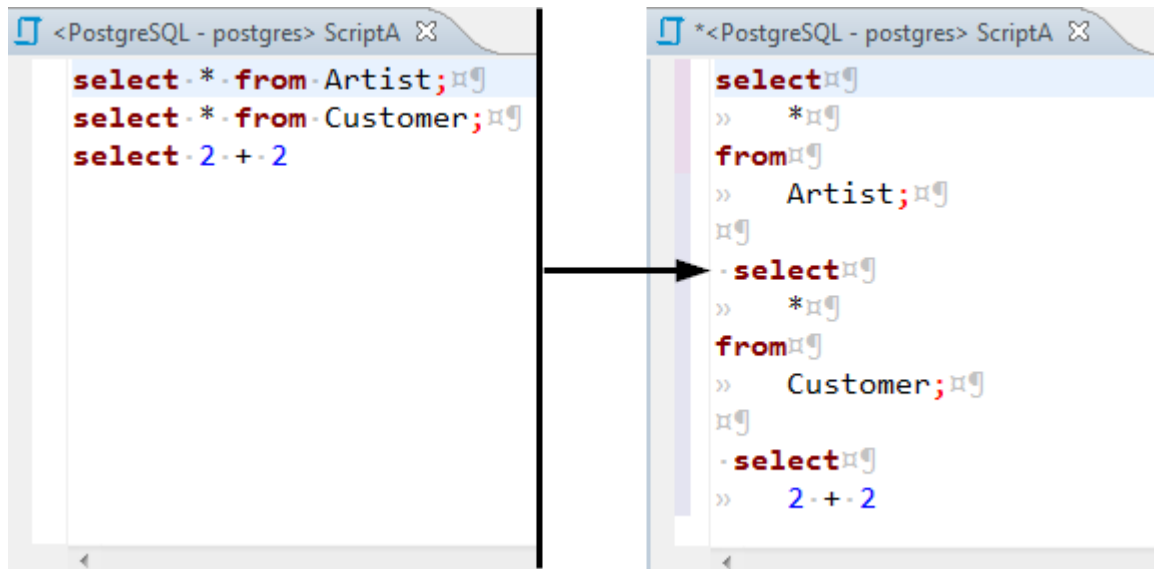 <PostgreSQL - postgres> ScriptA
select·*·from·Artist;¤¶
select·*·from·Customer;¤¶
select·2·+·2
*<PostgreSQL - postgres> ScriptA
select¤¶
»	*¤¶
from¤¶
»	Artist;¤¶
¤¶
·select¤¶
»	*¤¶
from¤¶
»	Customer;¤¶
¤¶
·select¤¶
»	2·+·2